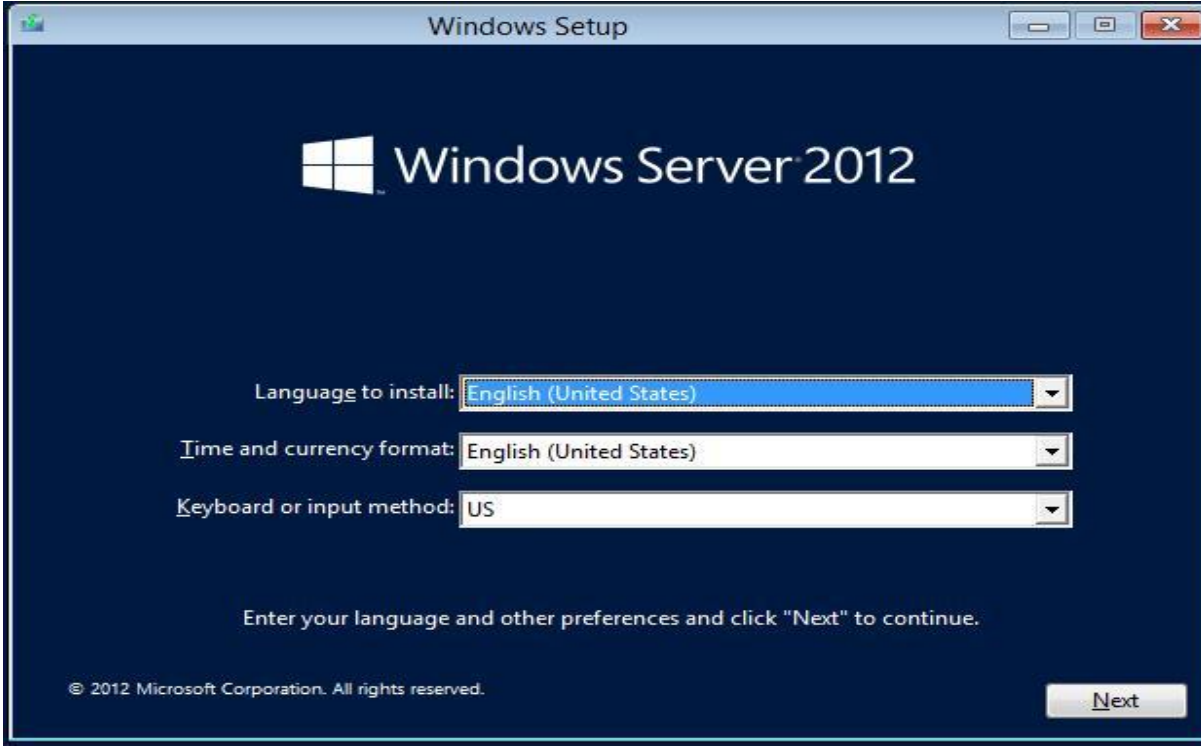 Windows Setup
Windows Server 2012
Language to install: English (United States)
Time and currency format: English (United States)
Keyboard or input method: US
Enter your language and other preferences and click "Next" to continue.
© 2012 Microsoft Corporation. All rights reserved.
Next